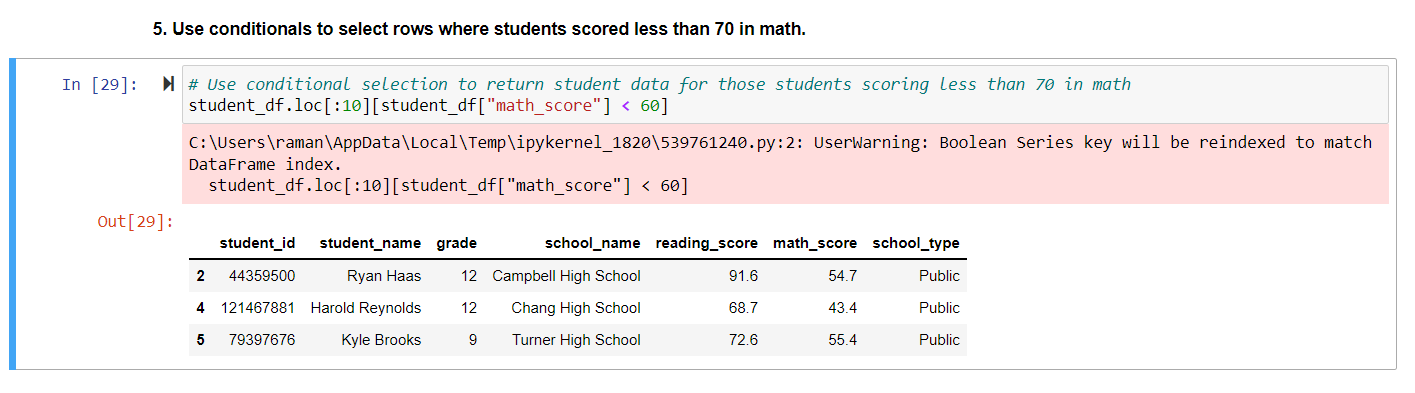 5. Use conditionals to select rows where students scored less than 70 in math.
In [29]:
# Use conditional selection to return student data for those students scoring less than 70 in math
student_df.loc[:10][student_df["math_score"] < 60]
C:\Users\raman\AppData\Local\Temp\ipykernel_1820\539761240.py:2: UserWarning: Boolean Series key will be reindexed to match
DataFrame index.
student_df.loc[:10][student_df["math_score"] < 60]
Out[29]:
student_id student_name grade school_name reading_score math_score school_type
2 44359500 Ryan Haas 12 Campbell High School 91.6 54.7 Public
4 121467881 Harold Reynolds 12 Chang High School 68.7 43.4 Public
5 79397676 Kyle Brooks 9 Turner High School 72.6 55.4 Public